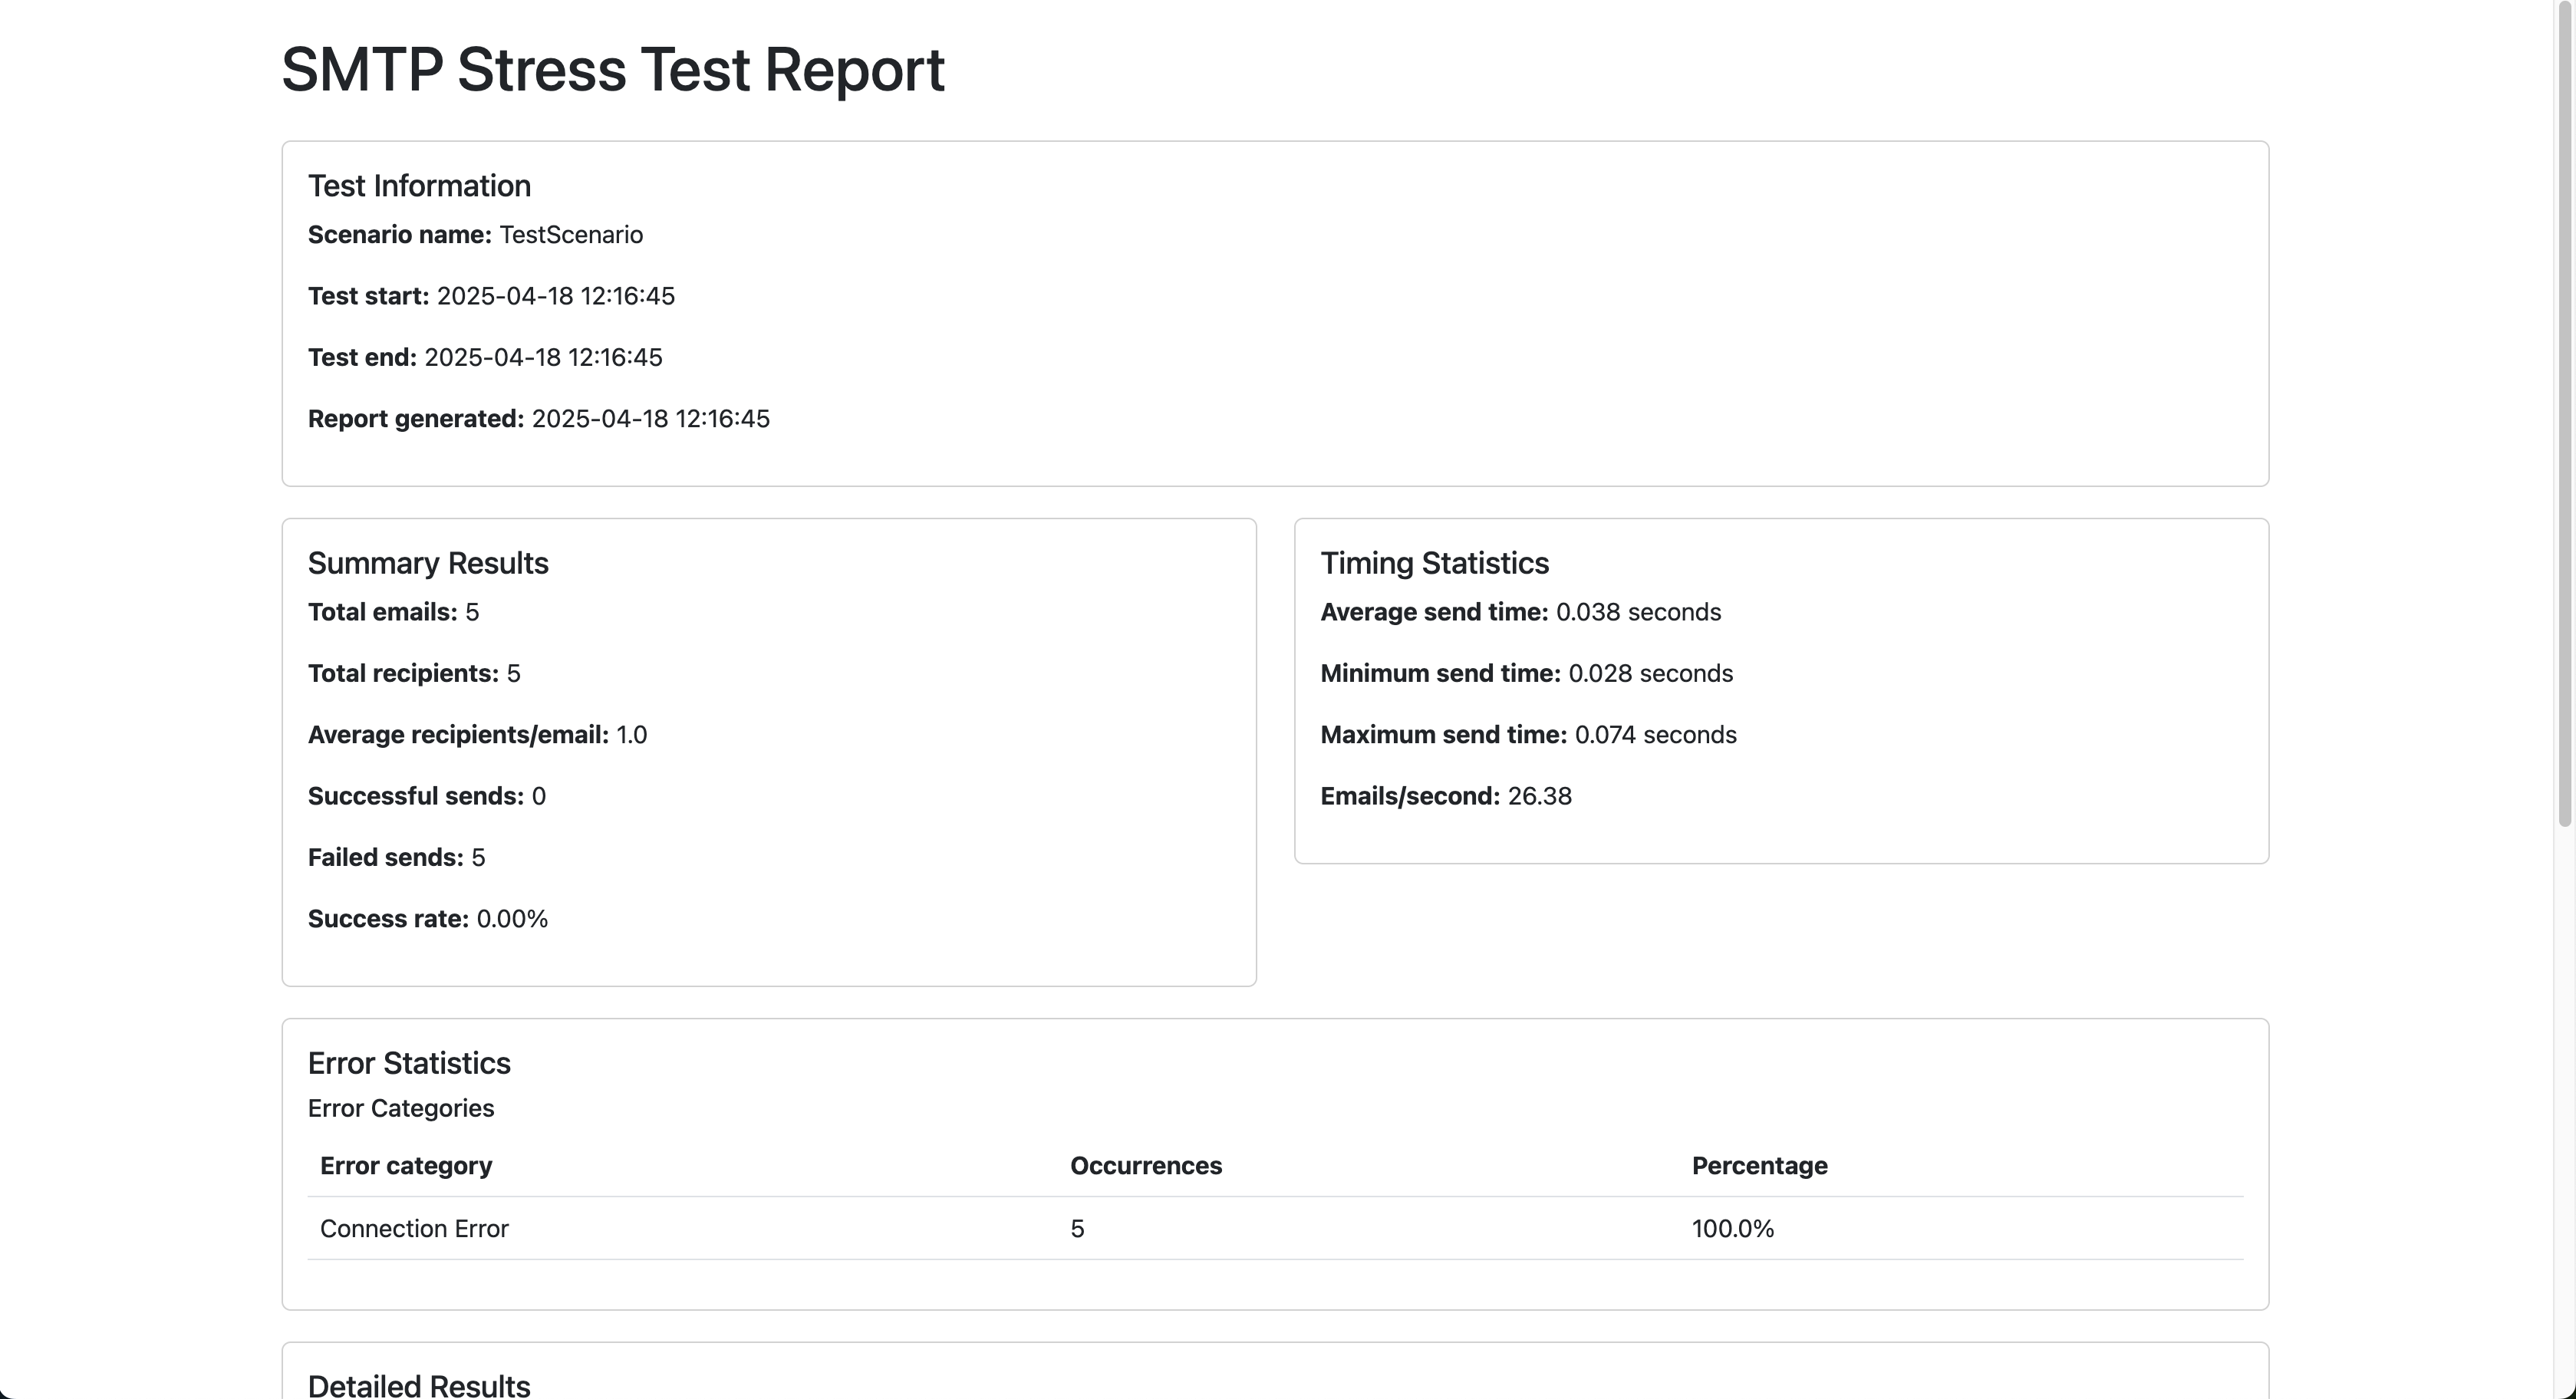 SMTP Stress Test Report
Test Information
Scenario name: TestScenario
Test start: 2025-04-18 12:16:45
Test end: 2025-04-18 12:16:45
Report generated: 2025-04-18 12:16:45
Summary Results
Total emails: 5
Total recipients: 5
Average recipients/email: 1.0
Successful sends: 0
Failed sends: 5
Success rate: 0.00%
Timing Statistics
Average send time: 0.038 seconds
Minimum send time: 0.028 seconds
Maximum send time: 0.074 seconds
Emails/second: 26.38
Error Statistics
Error Categories
Error category Occurrences Percentage
Connection Error 5 100.0%
Detailed Results